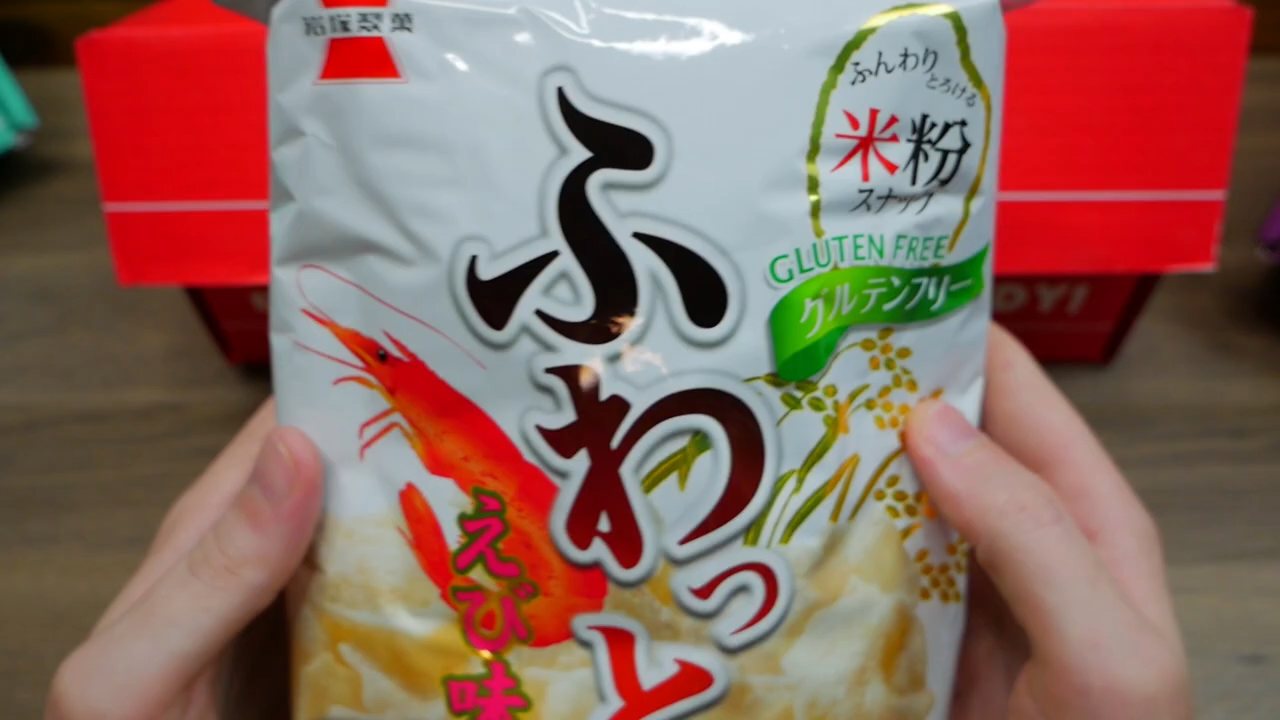 岩塚製菓
ふんわり
とろける
米粉
スナック
GLUTEN FREE
グルテンフリー
ふわっと
えび味